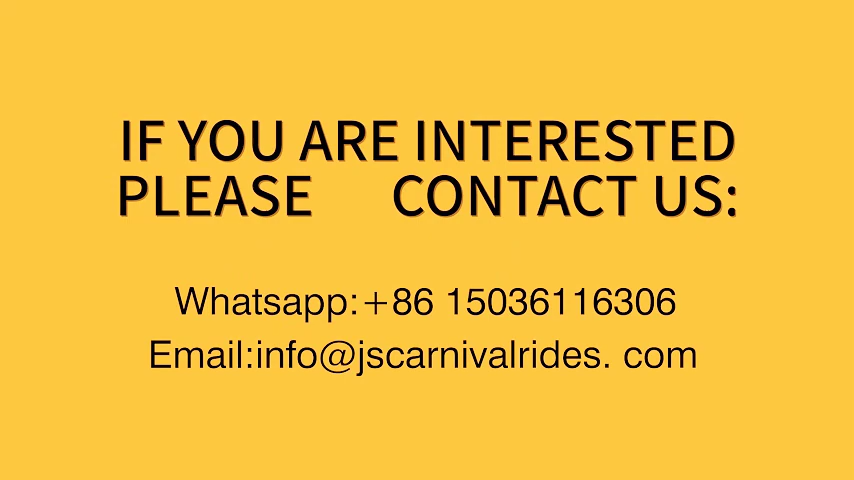 IF YOU ARE INTERESTED
PLEASE CONTACT US:
Whatsapp:+86 15036116306
Email:info@jscarnivalrides. com